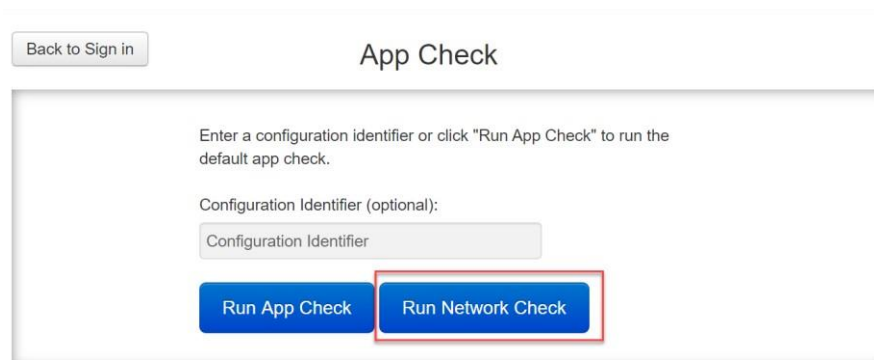 Back to Sign in
App Check
Enter a configuration identifier or click "Run App Check" to run the
default app check.
Configuration Identifier (optional):
Configuration Identifier
Run App Check
Run Network Check